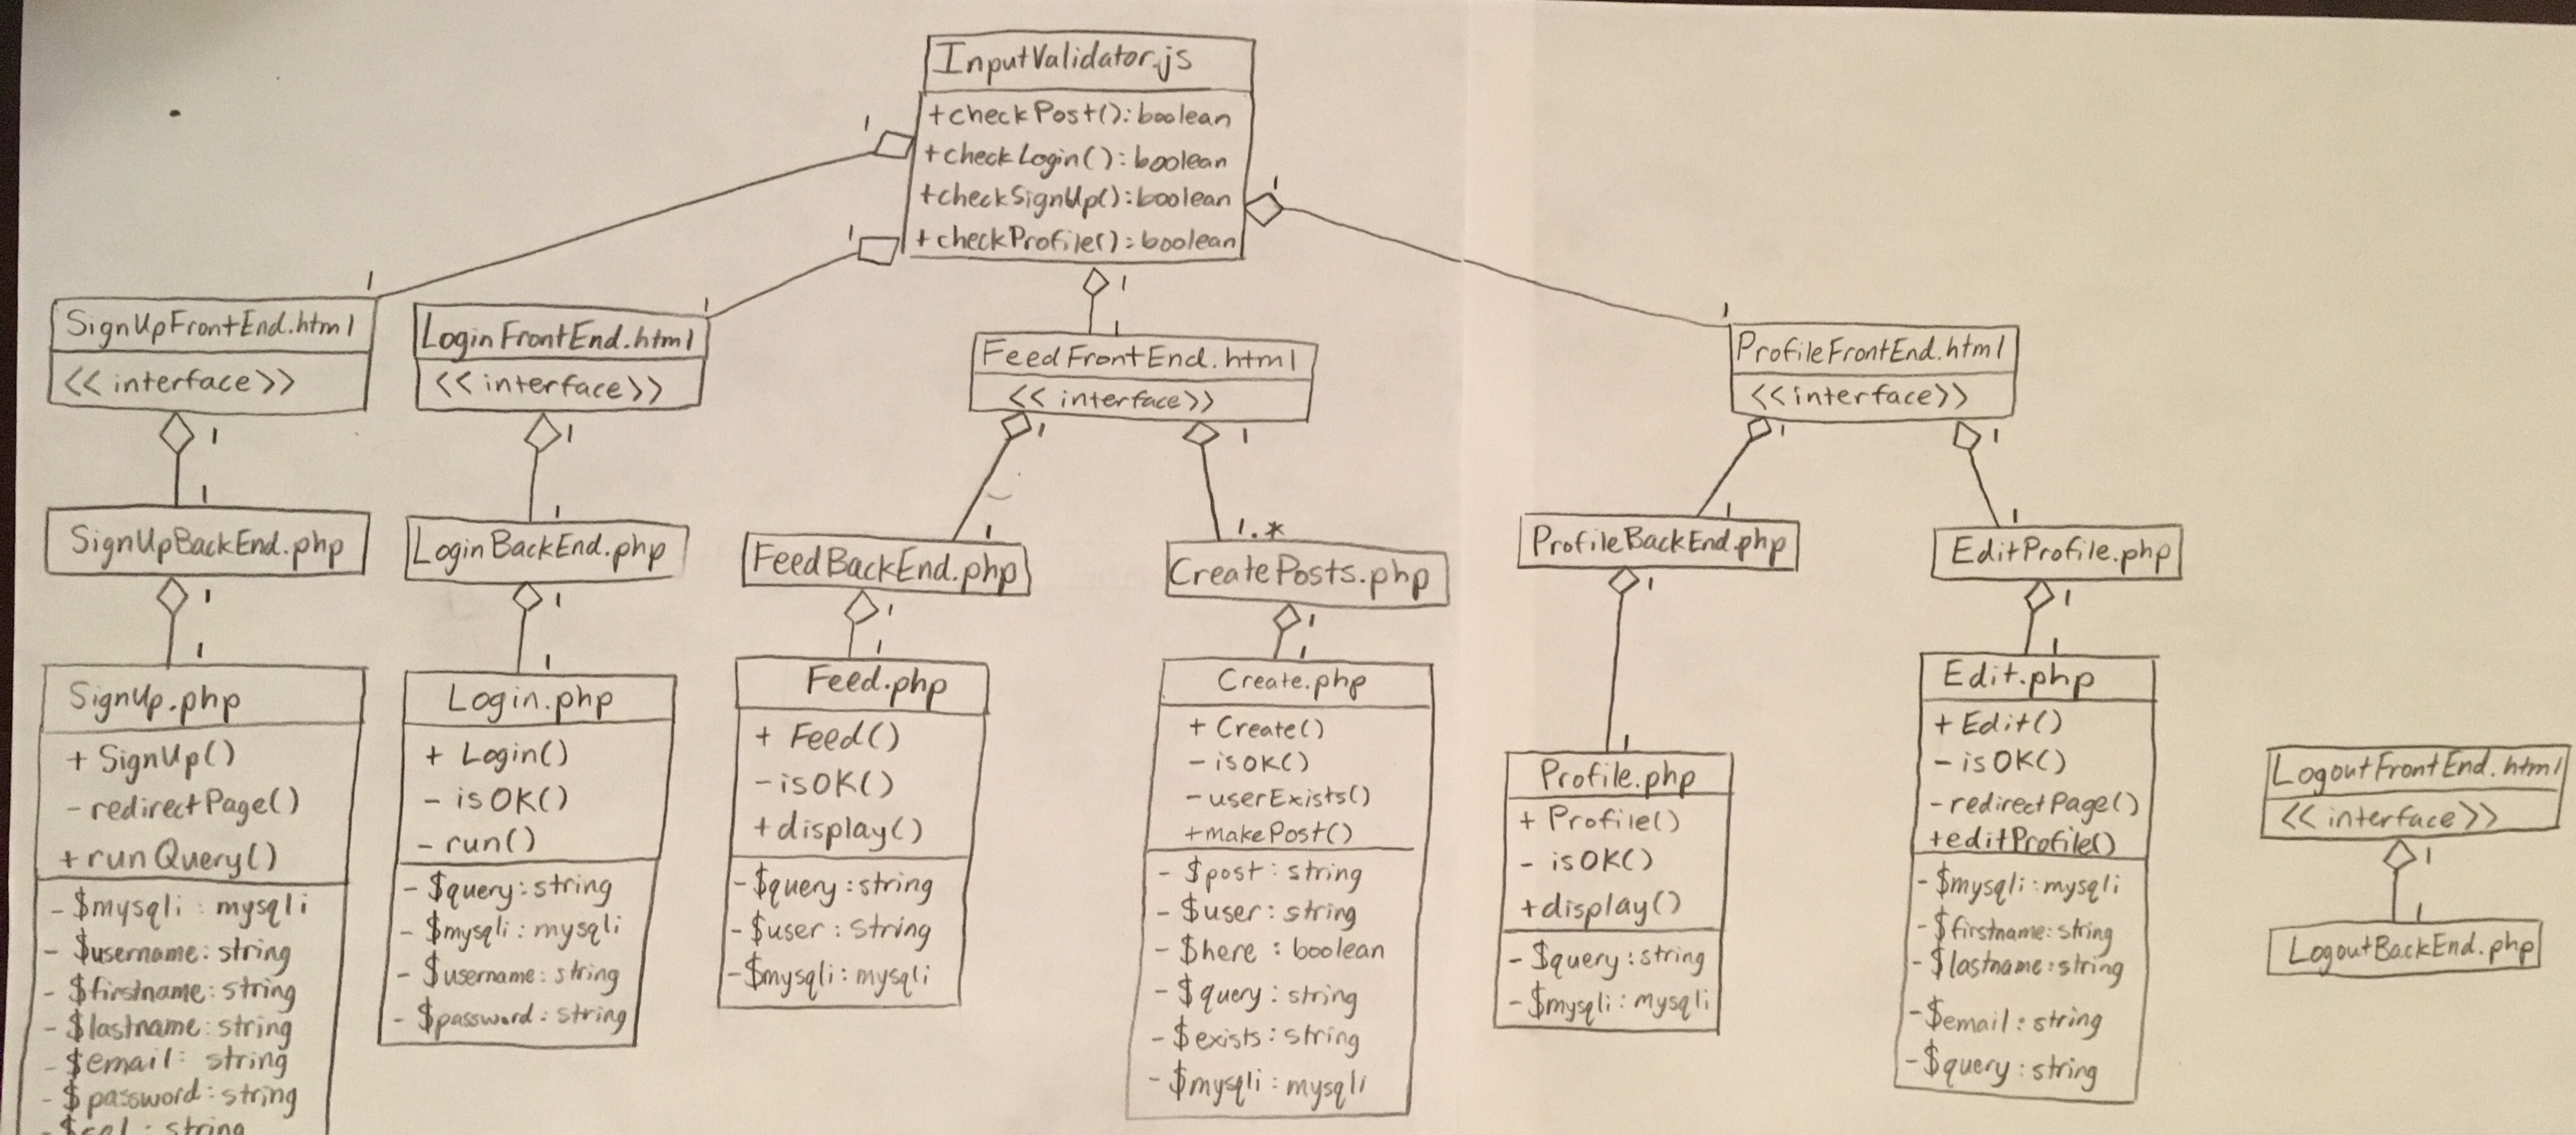 InputValidator.js
+checkPost():boolean
+checkLogin():boolean
+checkSignUp():boolean
+checkProfile():boolean
1
1
1
1
1
1
1
1
SignUpFrontEnd.html
<<interface>>
LoginFrontEnd.html
<<interface>>
FeedFrontEnd.html
<<interface>>
ProfileFrontEnd.html
<<interface>>
1
1
1
1
1
1
1
1
1
1..*
1
1
SignUpBackEnd.php
LoginBackEnd.php
FeedBackEnd.php
CreatePosts.php
ProfileBackEnd.php
EditProfile.php
1
1
1
1
1
1
1
1
1
1
1
1
SignUp.php
+ SignUp()
- redirectPage()
+ runQuery()
- $mysqli : mysqli
- $username: string
- $firstname: string
- $lastname: string
- $email: string
- $password: string
: string
Login.php
+ Login()
- isOK()
- run()
- $query: string
- $mysqli: mysqli
- $username: string
- $password: string
Feed.php
+ Feed()
- isOK()
+display()
- $query: string
- $user: string
- $mysqli: mysqli
Create.php
+ Create()
- isOK()
- userExists()
+makePost()
- $post: string
- $user: string
- $here: boolean
- $query: string
- $exists: string
- $mysqli: mysqli
Profile.php
+ Profile()
- isOK()
+display()
- $query: string
- $mysqli: mysqli
Edit.php
+ Edit()
- isOK()
- redirectPage()
+editProfile()
- $mysqli: mysqli
- $firstname: string
- $lastname: string
- $email: string
- $query: string
LogoutFrontEnd.html
<<interface>>
1
1
LogoutBackEnd.php